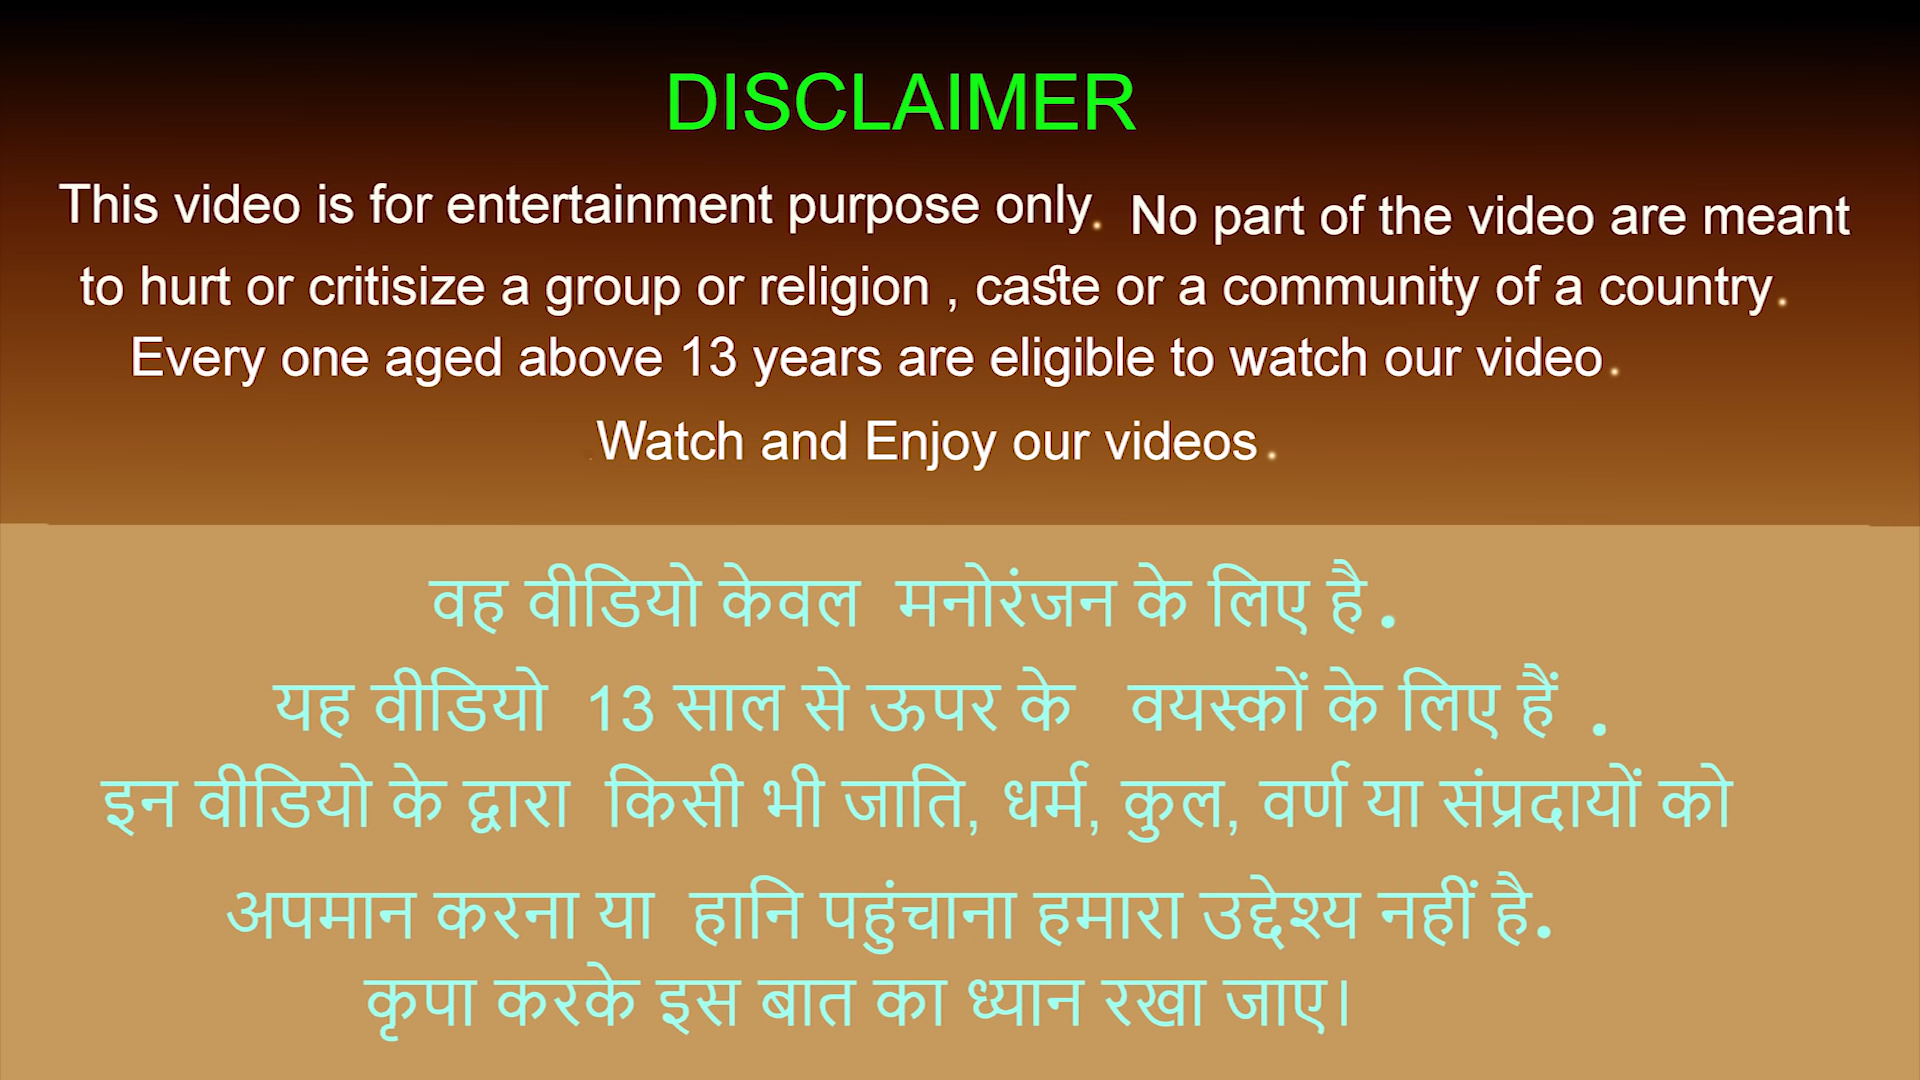 DISCLAIMER
This video is for entertainment purpose only. No part of the video are meant
to hurt or critisize a group or religion , caste or a community of a country.
Every one aged above 13 years are eligible to watch our video.
Watch and Enjoy our videos.
वह वीडियो केवल मनोरंजन के लिए है.
यह वीडियो 13 साल से ऊपर के वयस्कों के लिए हैं .
इन वीडियो के द्वारा किसी भी जाति, धर्म, कुल, वर्ण या संप्रदायों को
अपमान करना या हानि पहुंचाना हमारा उद्देश्य नहीं है.
कृपा करके इस बात का ध्यान रखा जाए।